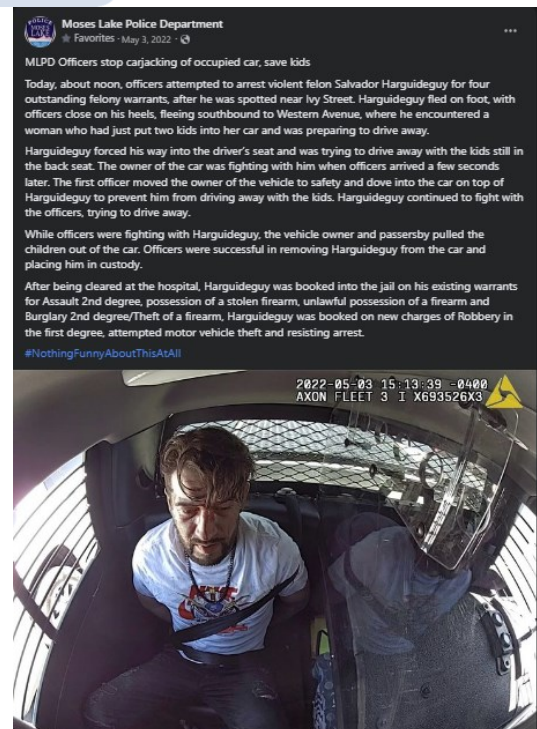 Moses Lake Police Department
Favorites · May 3, 2022 ·
MLPD Officers stop carjacking of occupied car, save kids
Today, about noon, officers attempted to arrest violent felon Salvador Harguideguy for four
outstanding felony warrants, after he was spotted near Ivy Street. Harguideguy fled on foot, with
officers close on his heels, fleeing southbound to Western Avenue, where he encountered a
woman who had just put two kids into her car and was preparing to drive away.
Harguideguy forced his way into the driver's seat and was trying to drive away with the kids still in
the back seat. The owner of the car was fighting with him when officers arrived a few seconds
later. The first officer moved the owner of the vehicle to safety and dove into the car on top of
Harguideguy to prevent him from driving away with the kids. Harguideguy continued to fight with
the officers, trying to drive away.
While officers were fighting with Harguideguy, the vehicle owner and passersby pulled the
children out of the car. Officers were successful in removing Harguideguy from the car and
placing him in custody.
After being cleared at the hospital, Harguideguy was booked into the jail on his existing warrants
for Assault 2nd degree, possession of a stolen firearm, unlawful possession of a firearm and
Burglary 2nd degree/Theft of a firearm, Harguideguy was booked on new charges of Robbery in
the first degree, attempted motor vehicle theft and resisting arrest.
#NothingFunnyAboutThisAtAll
2022-05-03 15:13:39 -0400
AXON FLEET 3 I X693526X3